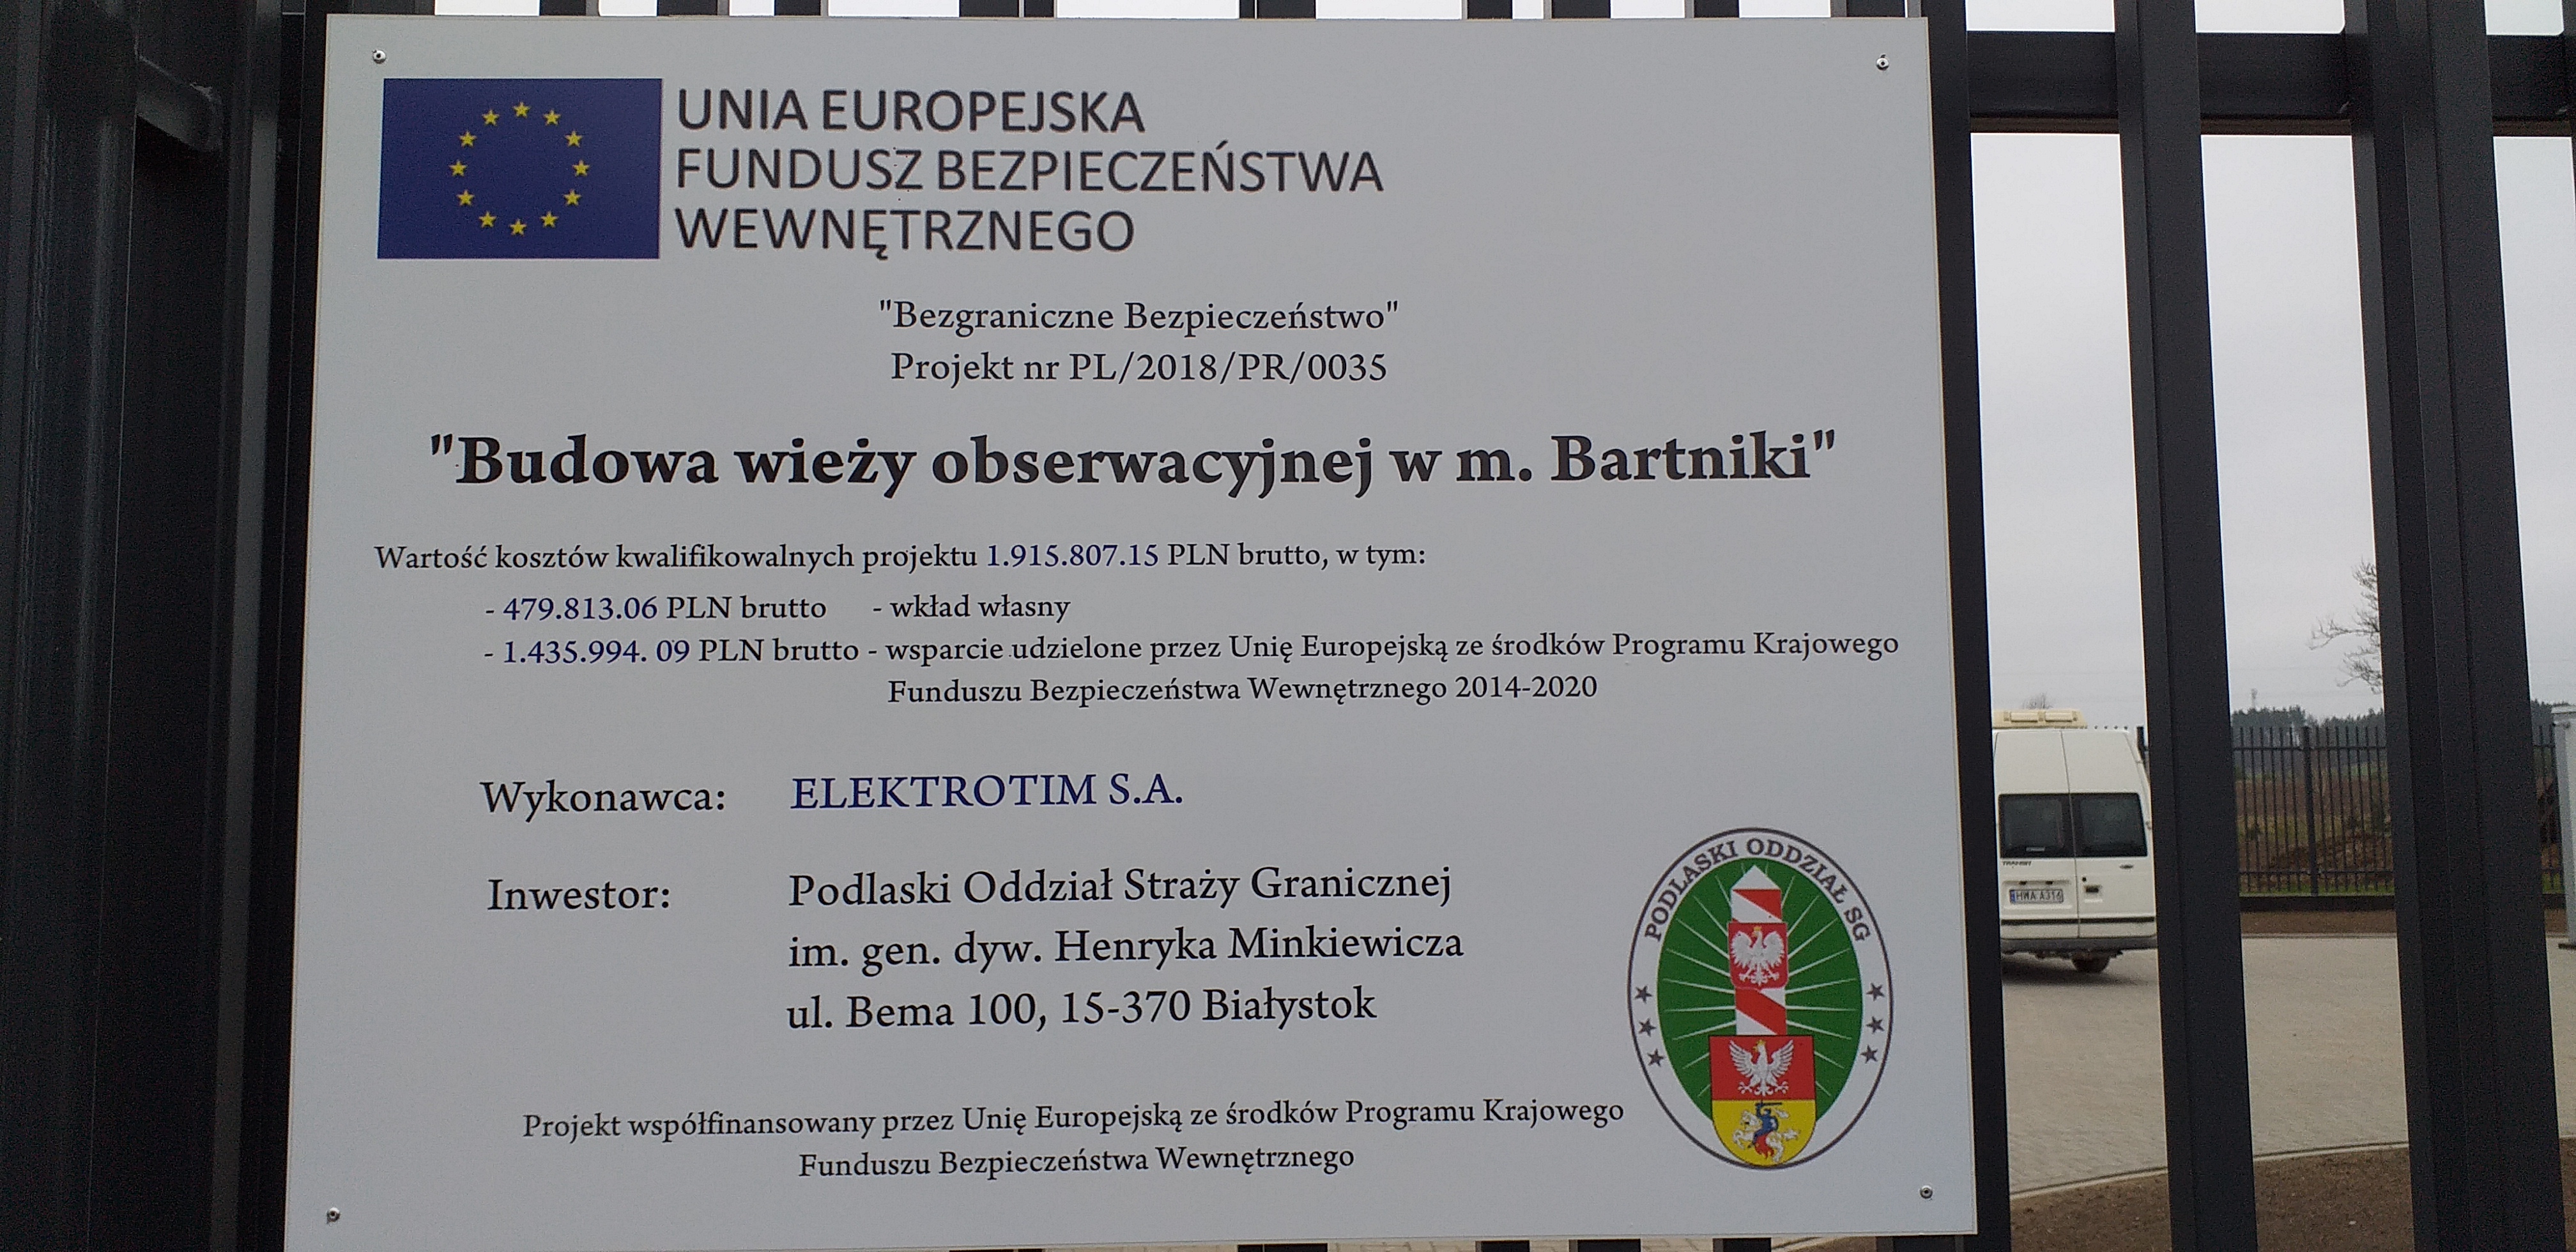 UNIA EUROPEJSKA
FUNDUSZ BEZPIECZEŃSTWA
WEWNĘTRZNEGO
"Bezgraniczne Bezpieczeństwo"
Projekt nr PL/2018/PR/0035
"Budowa wieży obserwacyjnej w m. Bartniki"
Wartość kosztów kwalifikowalnych projektu 1.915.807.15 PLN brutto, w tym:
- 479.813.06 PLN brutto - wkład własny
- 1.435.994. 09 PLN brutto - wsparcie udzielone przez Unię Europejską ze środków Programu Krajowego
Funduszu Bezpieczeństwa Wewnętrznego 2014-2020
Wykonawca: ELEKTROTIM S.A.
Inwestor: Podlaski Oddział Straży Granicznej
im. gen. dyw. Henryka Minkiewicza
ul. Bema 100, 15-370 Białystok
PODLASKI ODDZIAŁ SG
Projekt współfinansowany przez Unię Europejską ze środków Programu Krajowego
Funduszu Bezpieczeństwa Wewnętrznego
TRANSIT
HWA A316